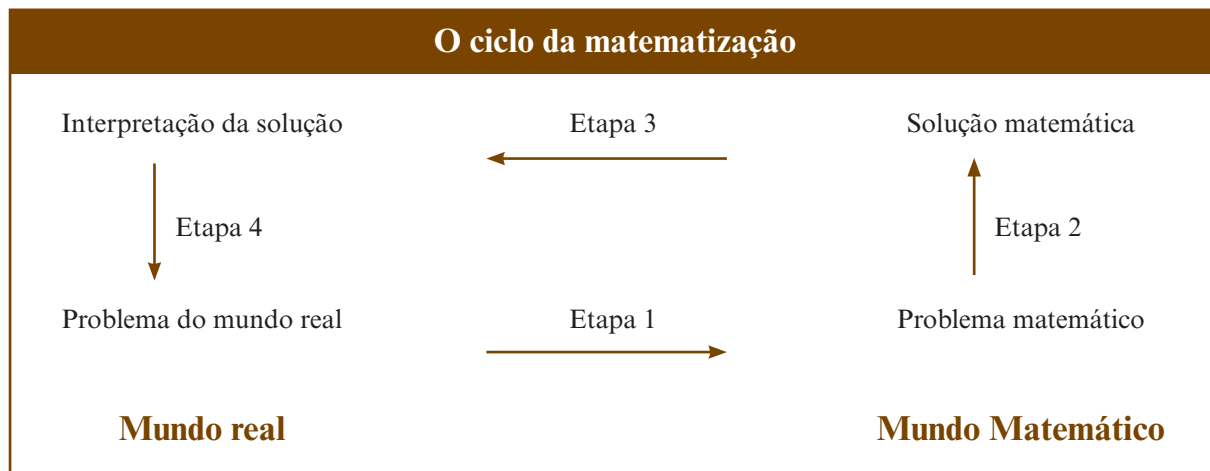 O ciclo da matematização
Interpretação da solução
Etapa 3
Solução matemática
Etapa 4
Etapa 2
Problema do mundo real
Etapa 1
Problema matemático
Mundo real
Mundo Matemático